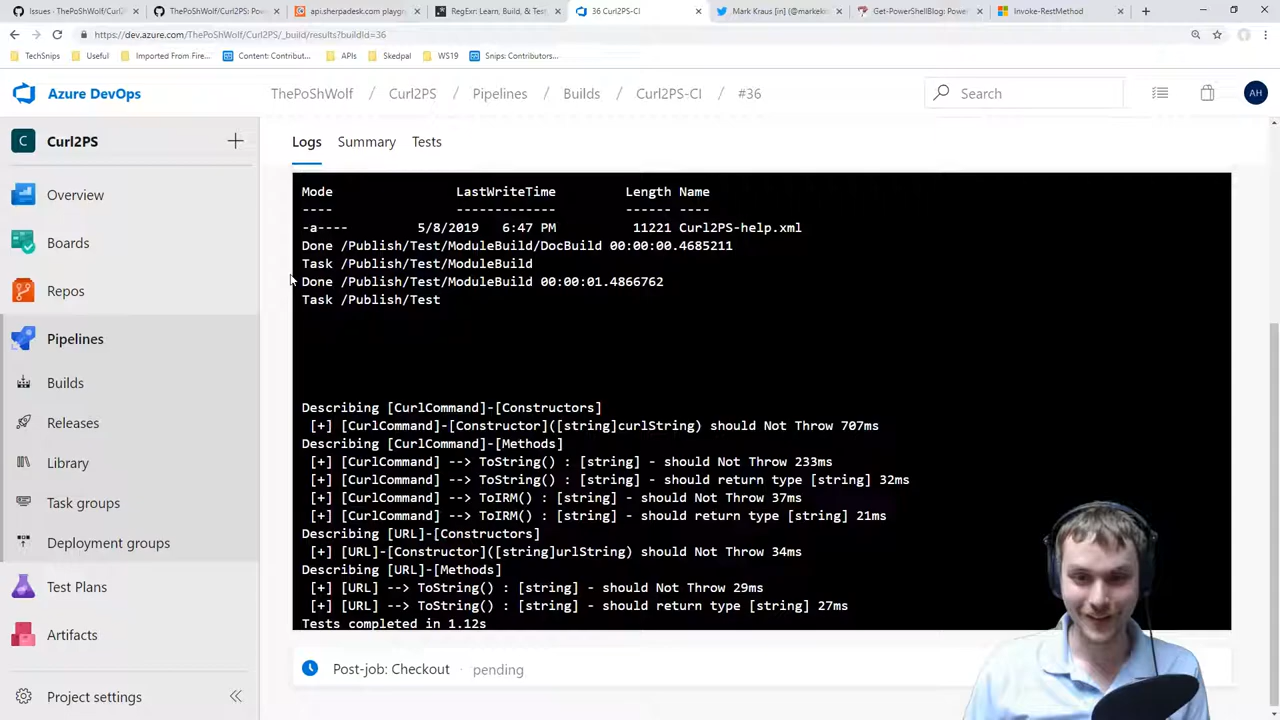 Issues · ThePoShWolf/Curl
ThePoShWolf/Curl2PS: Pow
api.sherpadesk.com playgr
RegExr: Learn, Build, & Test
36 Curl2PS-CI
Mark Kraus [in] (@markek
Get-PowerShellBlog: Powe
Invoke-RestMethod
https://dev.azure.com/ThePoShWolf/Curl2PS/_build/results?buildId=36
TechSnips
Useful
Imported From Fire...
Content: Contribut...
APIs
Skedpal
WS19
Snips: Contributors...
Azure DevOps
ThePoShWolf / Curl2PS / Pipelines / Builds / Curl2PS-CI / #36
Search
AH
C Curl2PS
Overview
Boards
Repos
Pipelines
Builds
Releases
Library
Task groups
Deployment groups
Test Plans
Artifacts
Project settings
Logs Summary Tests
Mode LastWriteTime Length Name
---- ------------- ------ ----
-a---- 5/8/2019 6:47 PM 11221 Curl2PS-help.xml
Done /Publish/Test/ModuleBuild/DocBuild 00:00:00.4685211
Task /Publish/Test/ModuleBuild
Done /Publish/Test/ModuleBuild 00:00:01.4866762
Task /Publish/Test
Describing [CurlCommand]-[Constructors]
[+] [CurlCommand]-[Constructor]([string]curlString) should Not Throw 707ms
Describing [CurlCommand]-[Methods]
[+] [CurlCommand] --> ToString() : [string] - should Not Throw 233ms
[+] [CurlCommand] --> ToString() : [string] - should return type [string] 32ms
[+] [CurlCommand] --> ToIRM() : [string] - should Not Throw 37ms
[+] [CurlCommand] --> ToIRM() : [string] - should return type [string] 21ms
Describing [URL]-[Constructors]
[+] [URL]-[Constructor]([string]urlString) should Not Throw 34ms
Describing [URL]-[Methods]
[+] [URL] --> ToString() : [string] - should Not Throw 29ms
[+] [URL] --> ToString() : [string] - should return type [string] 27ms
Tests completed in 1.12s
Post-job: Checkout · pending